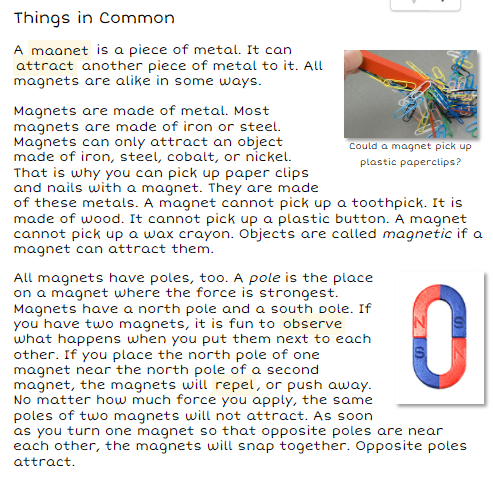 Things in Common
A magnet is a piece of metal. It can
attract another piece of metal to it. All
magnets are alike in some ways.
Could a magnet pick up
plastic paperclips?
Magnets are made of metal. Most
magnets are made of iron or steel.
Magnets can only attract an object
made of iron, steel, cobalt, or nickel.
That is why you can pick up paper clips
and nails with a magnet. They are made
of these metals. A magnet cannot pick up a toothpick. It is
made of wood. It cannot pick up a plastic button. A magnet
cannot pick up a wax crayon. Objects are called magnetic if a
magnet can attract them.
All magnets have poles, too. A pole is the place
on a magnet where the force is strongest.
Magnets have a north pole and a south pole. If
you have two magnets, it is fun to observe
what happens when you put them next to each
other. If you place the north pole of one
magnet near the north pole of a second
magnet, the magnets will repel, or push away.
No matter how much force you apply, the same
poles of two magnets will not attract. As soon
as you turn one magnet so that opposite poles are near
each other, the magnets will snap together. Opposite poles
attract.
N S
S N